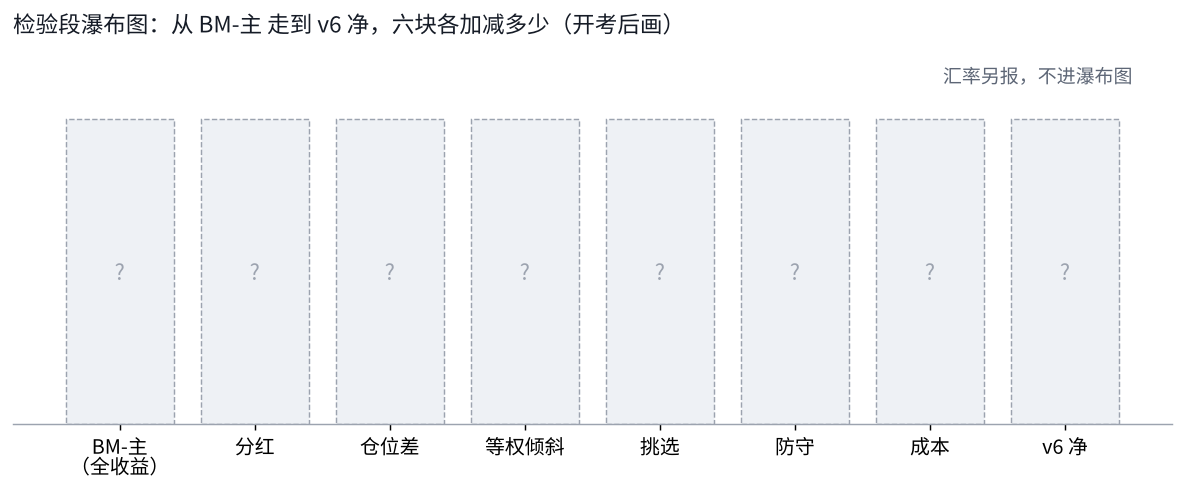 检验段瀑布图：从 BM-主 走到 v6 净，六块各加减多少（开考后画）
汇率另报，不进瀑布图
? ? ? ? ? ? ? ?
BM-主 分红 仓位差 等权倾斜 挑选 防守 成本 v6 净
（全收益）